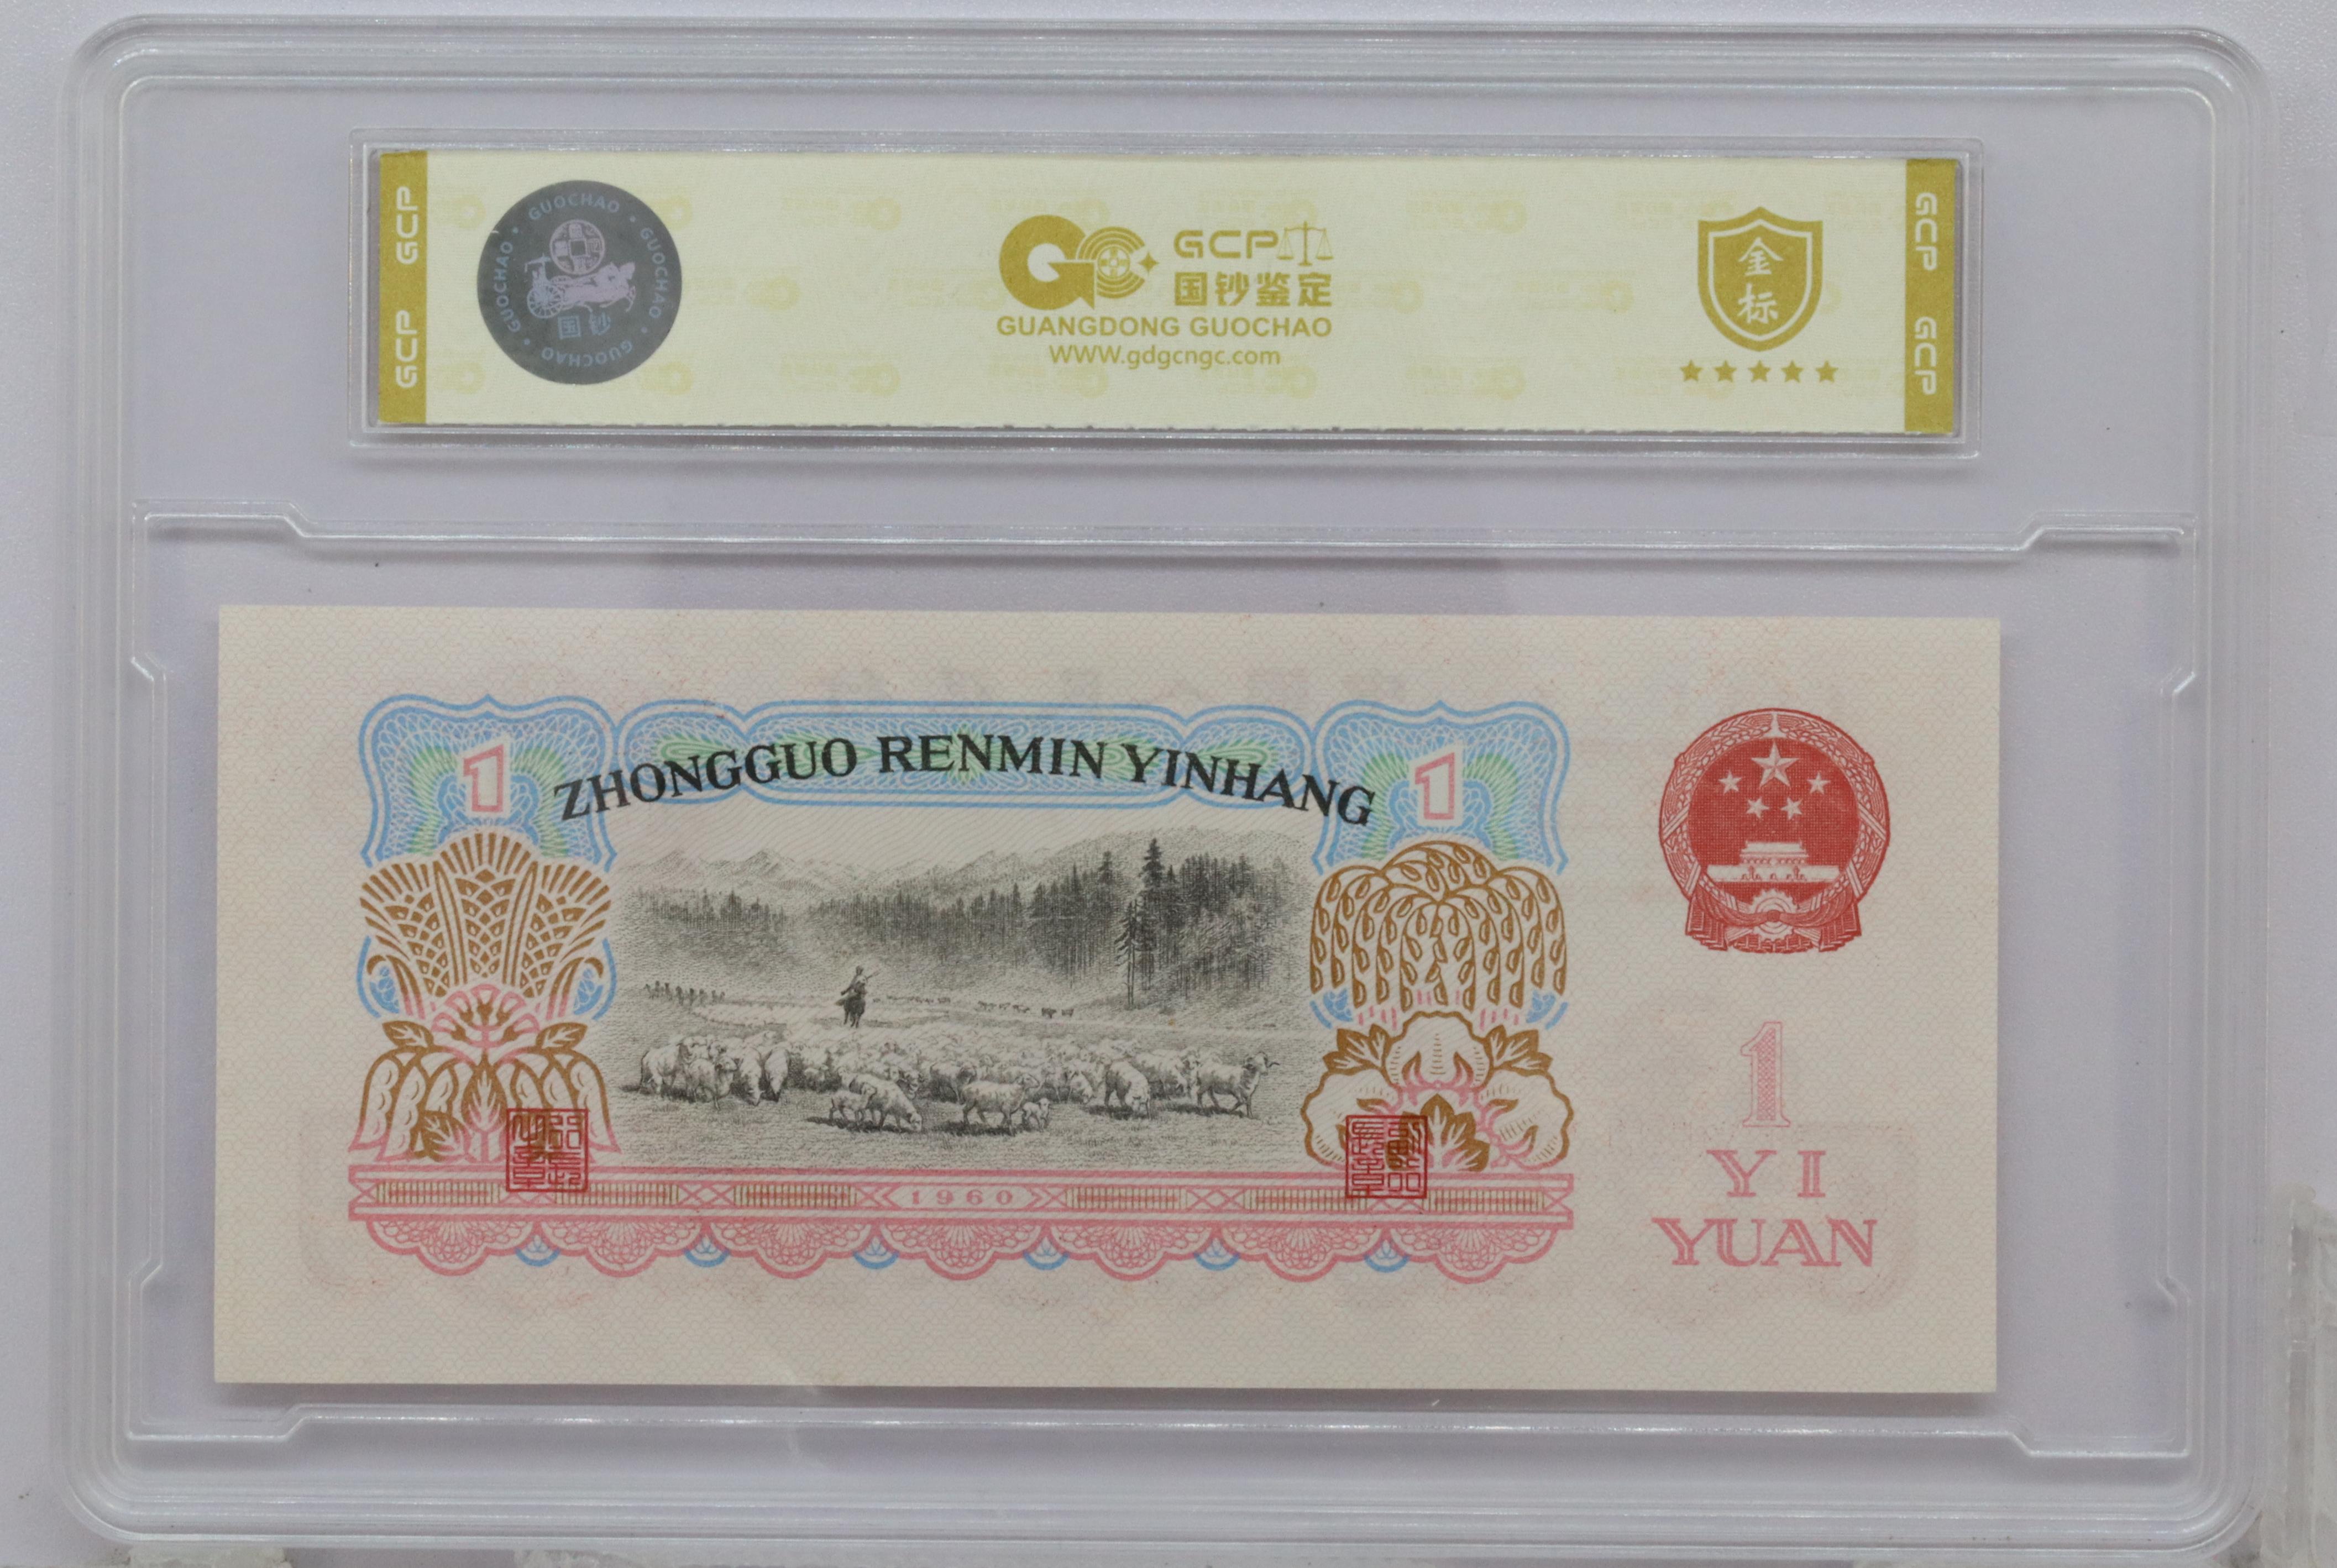 GCP GCP
GUOCHAO • GUOCHAO • GUOCHAO • GUOCHAO •
国钞
GCP
国钞鉴定
GUANGDONG GUOCHAO
WWW.gdgcngc.com
金
标
GCP GCP
1
ZHONGGUO RENMIN YINHANG
1
1960
1
YI
YUAN